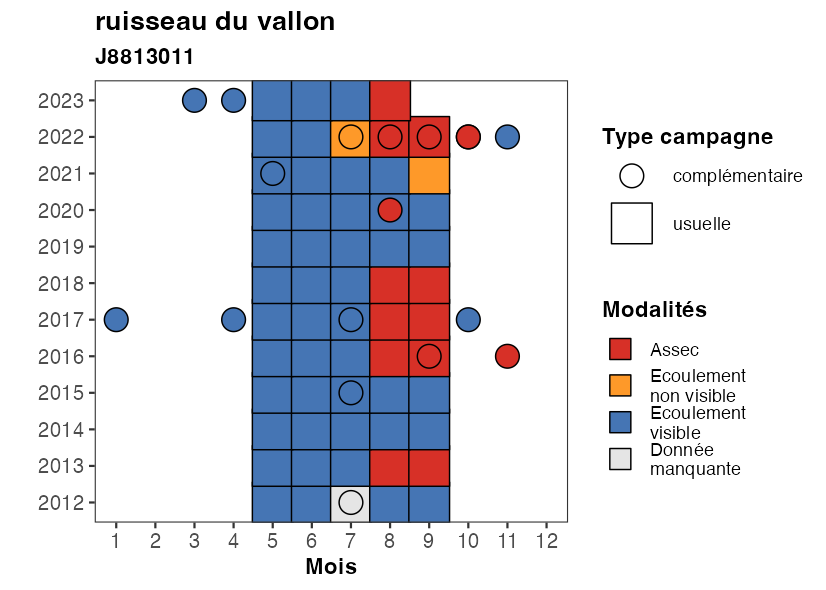 ruisseau du vallon
J8813011
2023
2022
2021
2020
2019
2018
2017
2016
2015
2014
2013
2012
1 2 3 4 5 6 7 8 9 10 11 12
Mois
Type campagne
complémentaire
usuelle
Modalités
Assec
Ecoulement
non visible
Ecoulement
visible
Donnée
manquante